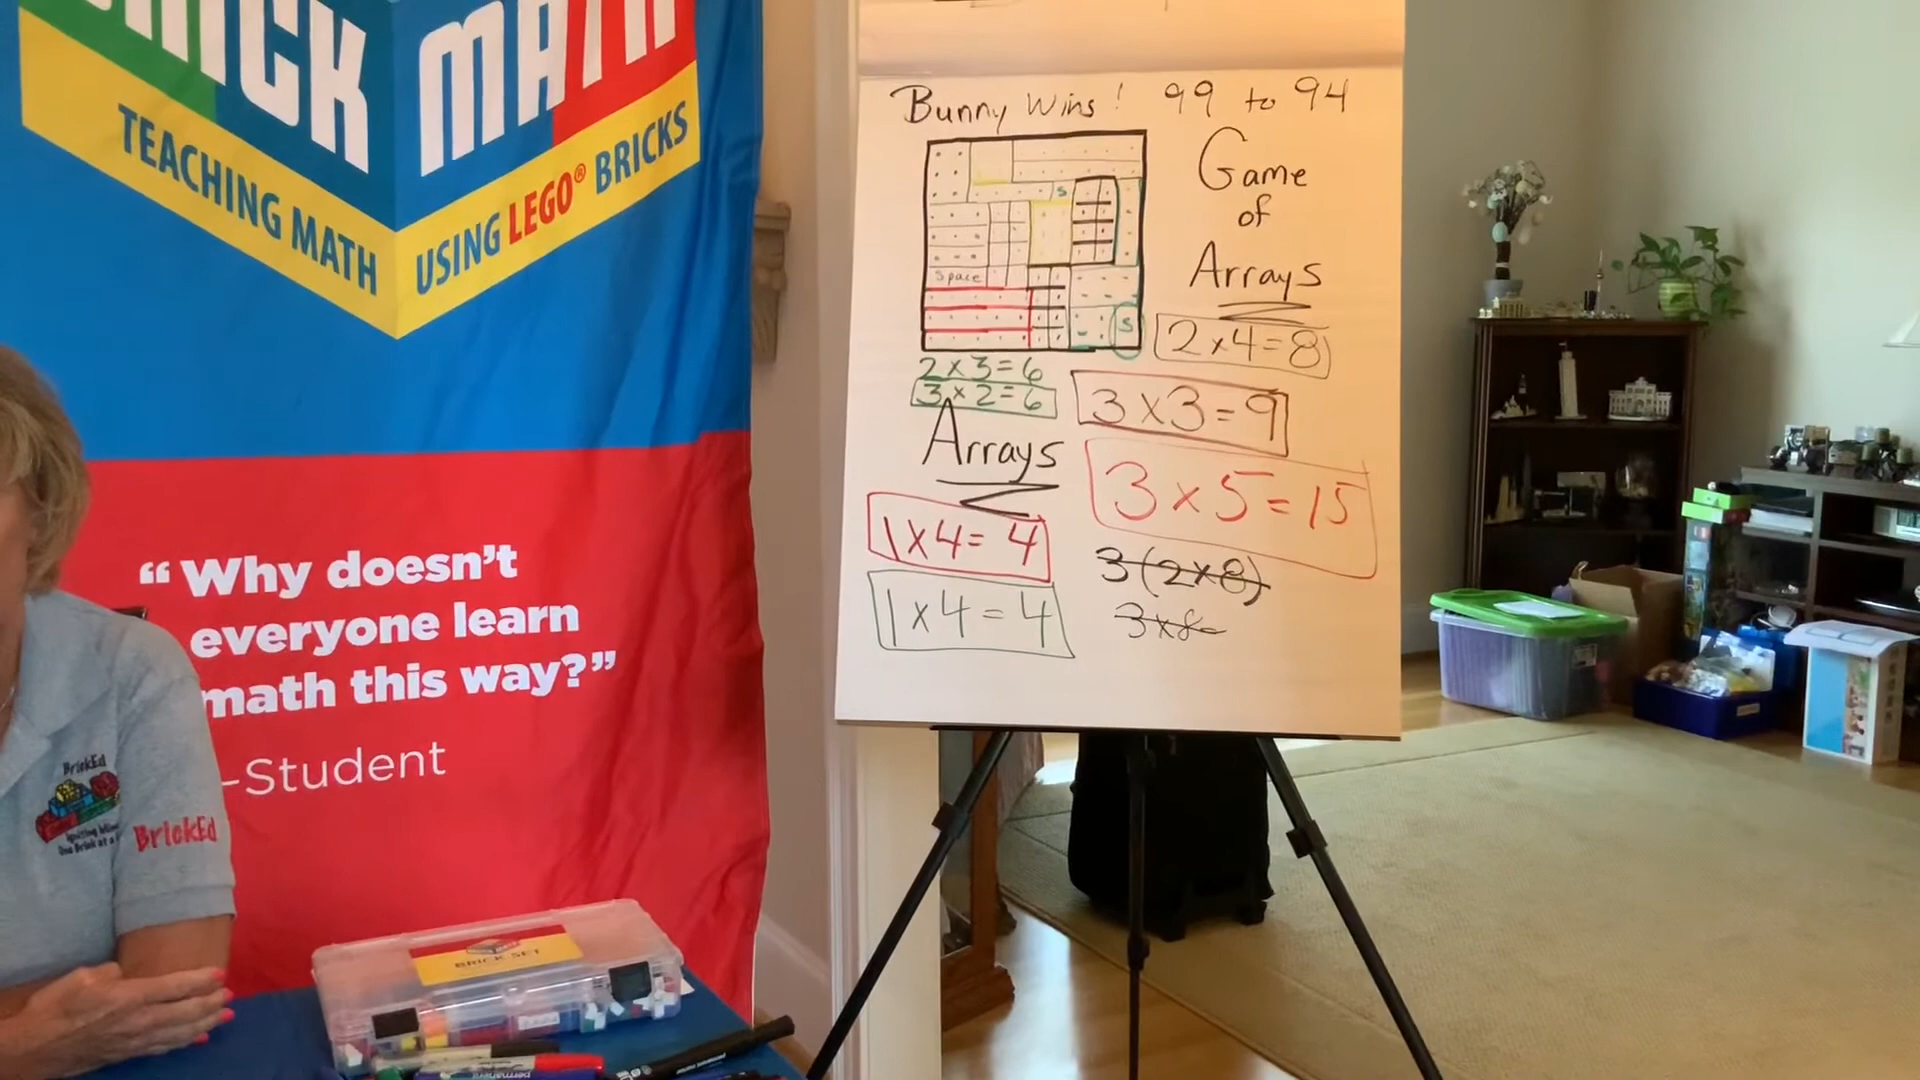 BRICK MATH
TEACHING MATH
USING LEGO® BRICKS
“Why doesn’t
everyone learn
math this way?”
-Student
BrickEd
BrickEd
BRICK SET
Bunny Wins! 99 to 94
Game
of
Arrays
S
Space
S
2x4=8
2x3=6
3x2=6
3x3=9
Arrays
3x5=15
1x4=4
3(2x8)
3x8=
1x4=4